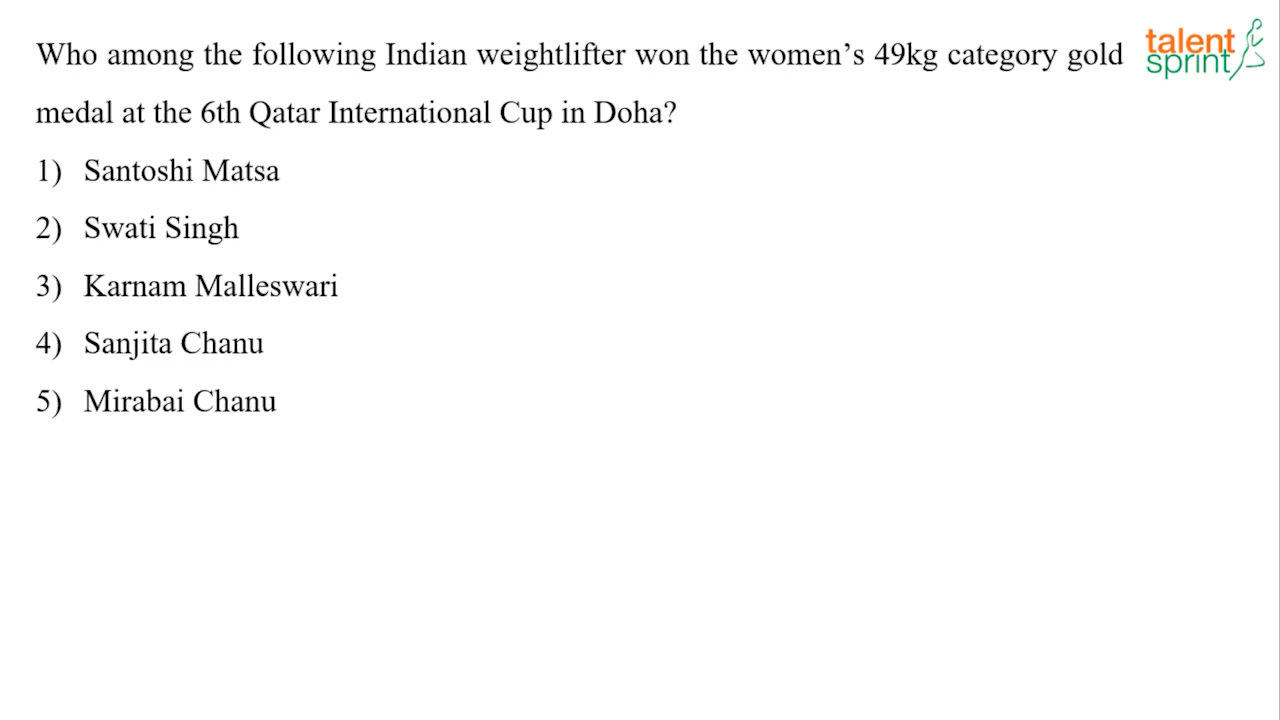 Who among the following Indian weightlifter won the women’s 49kg category gold
medal at the 6th Qatar International Cup in Doha?
1) Santoshi Matsa
2) Swati Singh
3) Karnam Malleswari
4) Sanjita Chanu
5) Mirabai Chanu
talent
sprint